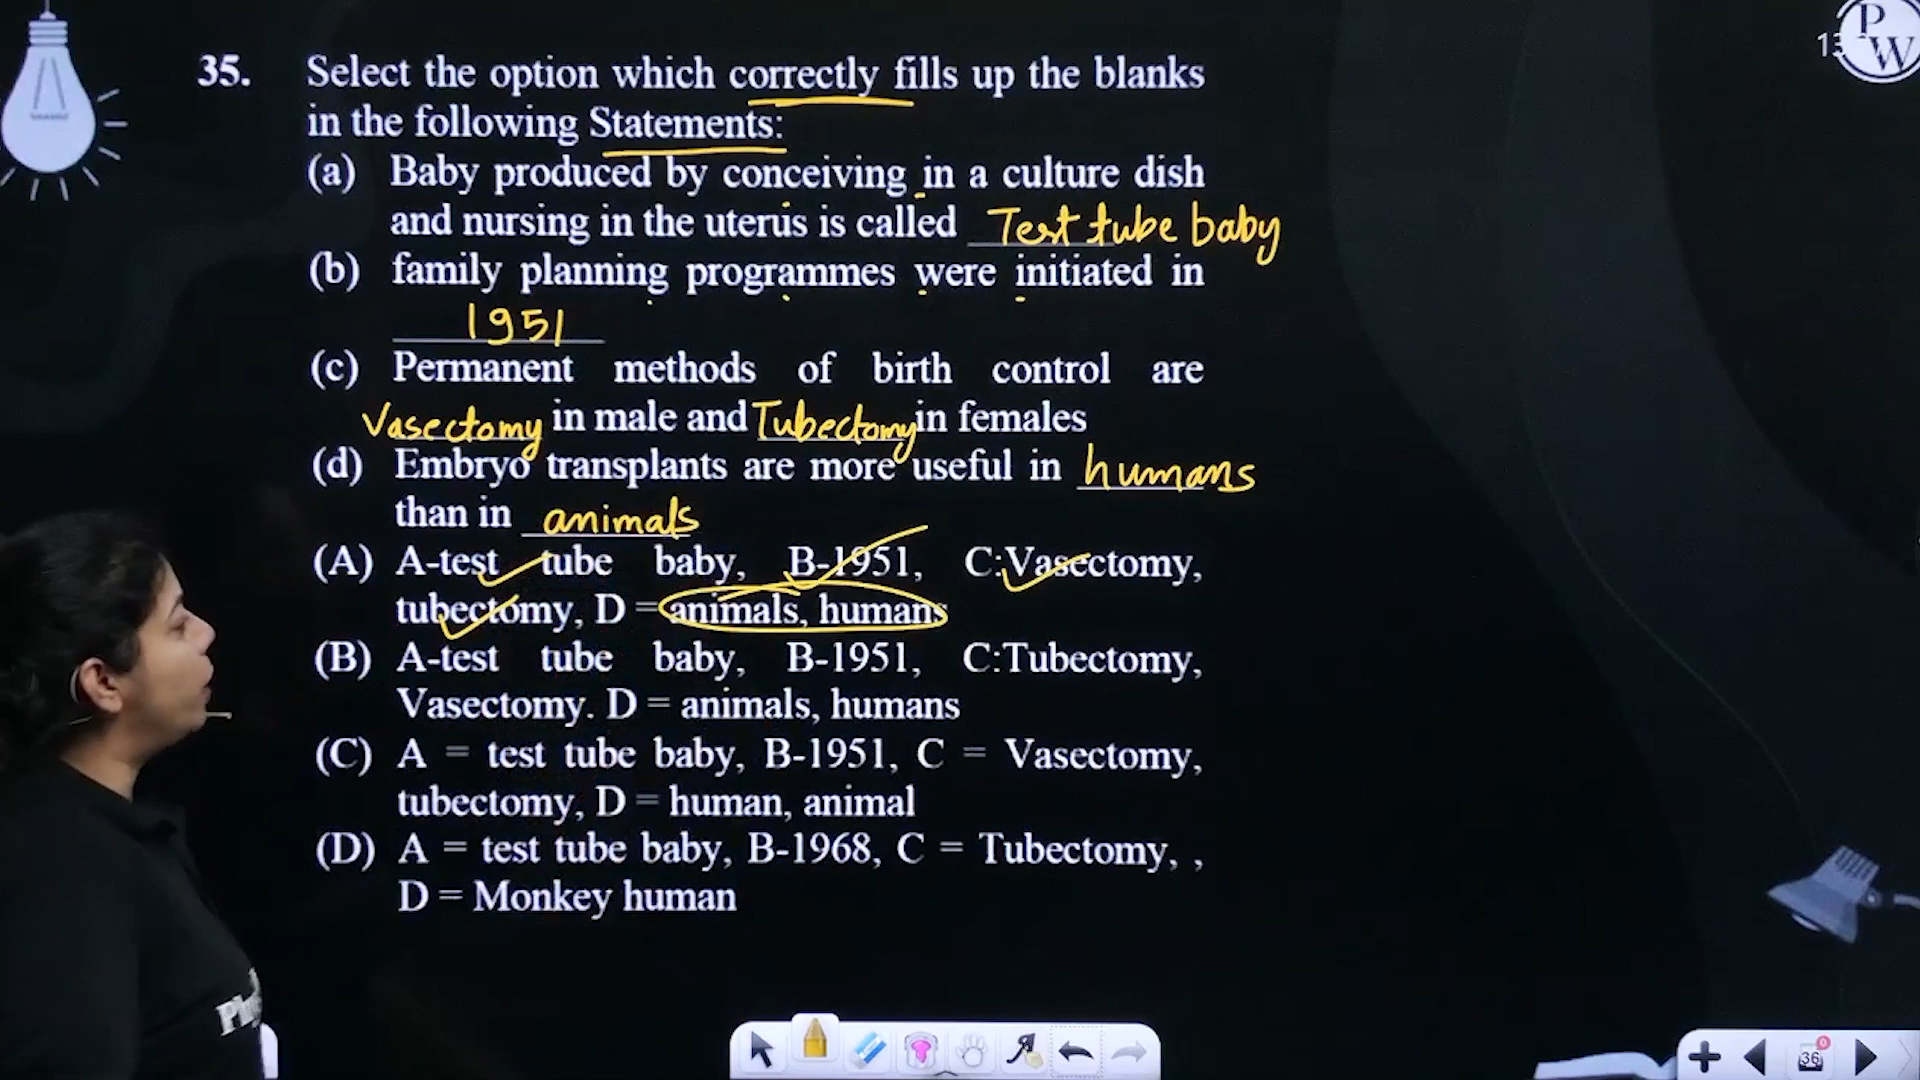 PW
35. Select the option which correctly fills up the blanks
in the following Statements:
(a) Baby produced by conceiving in a culture dish
and nursing in the uterus is called Test tube baby
(b) family planning programmes were initiated in
1951
(c) Permanent methods of birth control are
Vasectomy in male and Tubectomy in females
(d) Embryo transplants are more useful in humans
than in animals
(A) A-test tube baby, B-1951, C:Vasectomy,
tubectomy, D = animals, humans
(B) A-test tube baby, B-1951, C:Tubectomy,
Vasectomy. D = animals, humans
(C) A = test tube baby, B-1951, C = Vasectomy,
tubectomy, D = human, animal
(D) A = test tube baby, B-1968, C = Tubectomy, ,
D = Monkey human
36
0